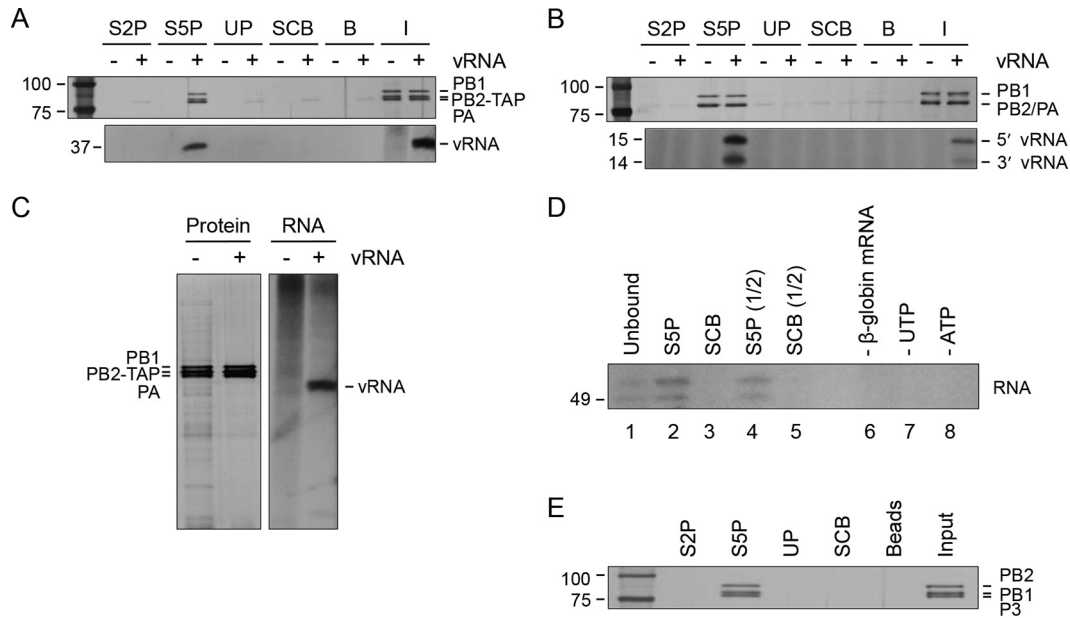 A
S2P S5P UP SCB B I
- + - + - + - + - + - + vRNA
100 – PB1
PB2-TAP
75 – PA
37 – – vRNA
B
S2P S5P UP SCB B I
- + - + - + - + - + - + vRNA
100 – – PB1
75 – – PB2/PA
15 – – 5′ vRNA
14 – – 3′ vRNA
C
Protein RNA
- + - + vRNA
PB1
PB2-TAP
PA
– vRNA
D
Unbound S5P SCB S5P (1/2) SCB (1/2) - β-globin mRNA - UTP - ATP
RNA
49 –
1 2 3 4 5 6 7 8
E
S2P S5P UP SCB Beads Input
100 – PB2
75 – PB1
P3